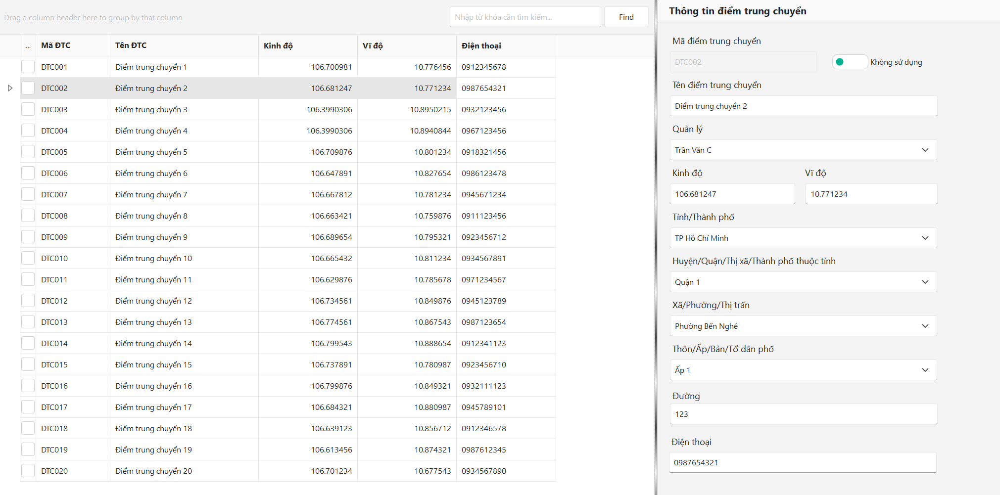 Drag a column header here to group by that column
Nhập từ khóa cần tìm kiếm...
Find
... Mã ĐTC Tên ĐTC Kinh độ Vĩ độ Điện thoại
DTC001 Điểm trung chuyển 1 106.700981 10.776456 0912345678
DTC002 Điểm trung chuyển 2 106.681247 10.771234 0987654321
DTC003 Điểm trung chuyển 3 106.3990306 10.8950215 0932123456
DTC004 Điểm trung chuyển 4 106.3990306 10.8940844 0967123456
DTC005 Điểm trung chuyển 5 106.709876 10.801234 0918321456
DTC006 Điểm trung chuyển 6 106.647891 10.827654 0986123478
DTC007 Điểm trung chuyển 7 106.667812 10.781234 0945671234
DTC008 Điểm trung chuyển 8 106.663421 10.759876 0911123456
DTC009 Điểm trung chuyển 9 106.689654 10.795321 0923456712
DTC010 Điểm trung chuyển 10 106.665432 10.811234 0934567891
DTC011 Điểm trung chuyển 11 106.629876 10.785678 0971234567
DTC012 Điểm trung chuyển 12 106.734561 10.849876 0945123789
DTC013 Điểm trung chuyển 13 106.774561 10.867543 0987123654
DTC014 Điểm trung chuyển 14 106.799543 10.888654 0912341123
DTC015 Điểm trung chuyển 15 106.737891 10.780987 0923456710
DTC016 Điểm trung chuyển 16 106.799876 10.849321 0932111123
DTC017 Điểm trung chuyển 17 106.684321 10.880987 0945789101
DTC018 Điểm trung chuyển 18 106.639123 10.856712 0912346578
DTC019 Điểm trung chuyển 19 106.613456 10.874321 0987612345
DTC020 Điểm trung chuyển 20 106.701234 10.677543 0934567890
Thông tin điểm trung chuyển
Mã điểm trung chuyển
DTC002 Không sử dụng
Tên điểm trung chuyển
Điểm trung chuyển 2
Quản lý
Trần Văn C
Kinh độ Vĩ độ
106.681247 10.771234
Tỉnh/Thành phố
TP Hồ Chí Minh
Huyện/Quận/Thị xã/Thành phố thuộc tỉnh
Quận 1
Xã/Phường/Thị trấn
Phường Bến Nghé
Thôn/Ấp/Bản/Tổ dân phố
Ấp 1
Đường
123
Điện thoại
0987654321